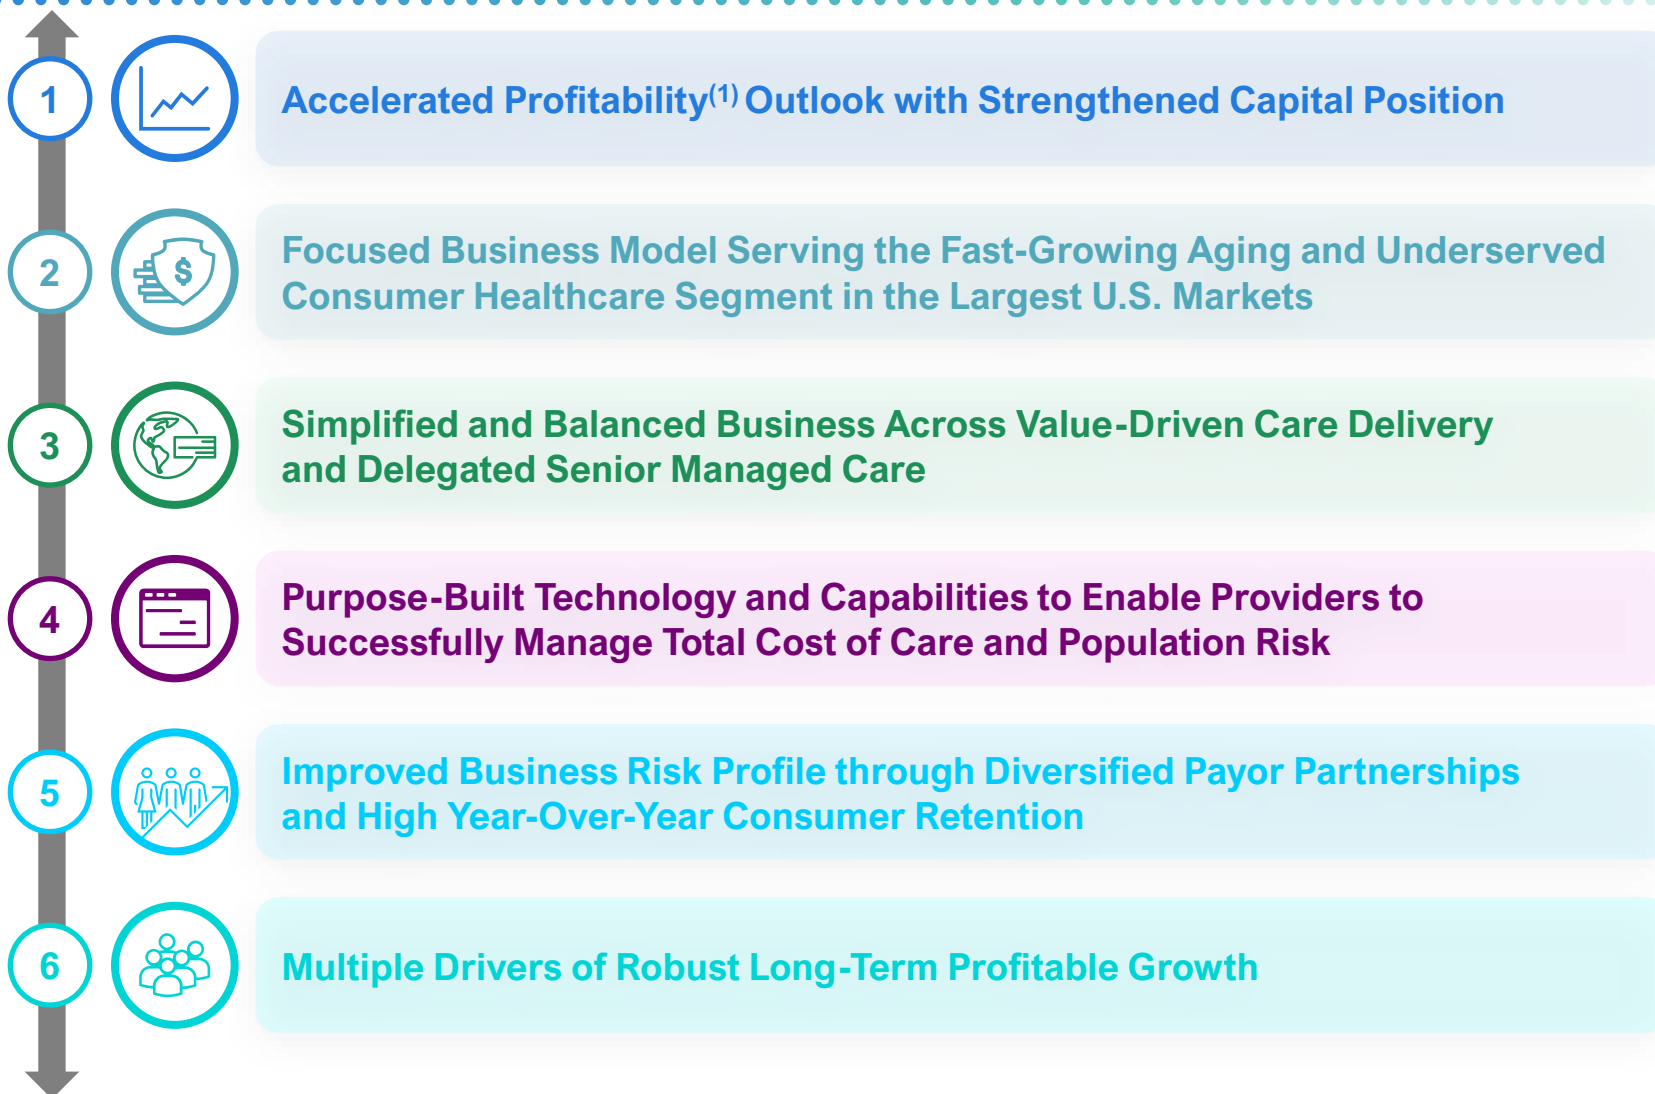 1
Accelerated Profitability(1) Outlook with Strengthened Capital Position
2
$
Focused Business Model Serving the Fast-Growing Aging and Underserved
Consumer Healthcare Segment in the Largest U.S. Markets
3
Simplified and Balanced Business Across Value-Driven Care Delivery
and Delegated Senior Managed Care
4
Purpose-Built Technology and Capabilities to Enable Providers to
Successfully Manage Total Cost of Care and Population Risk
5
Improved Business Risk Profile through Diversified Payor Partnerships
and High Year-Over-Year Consumer Retention
6
Multiple Drivers of Robust Long-Term Profitable Growth